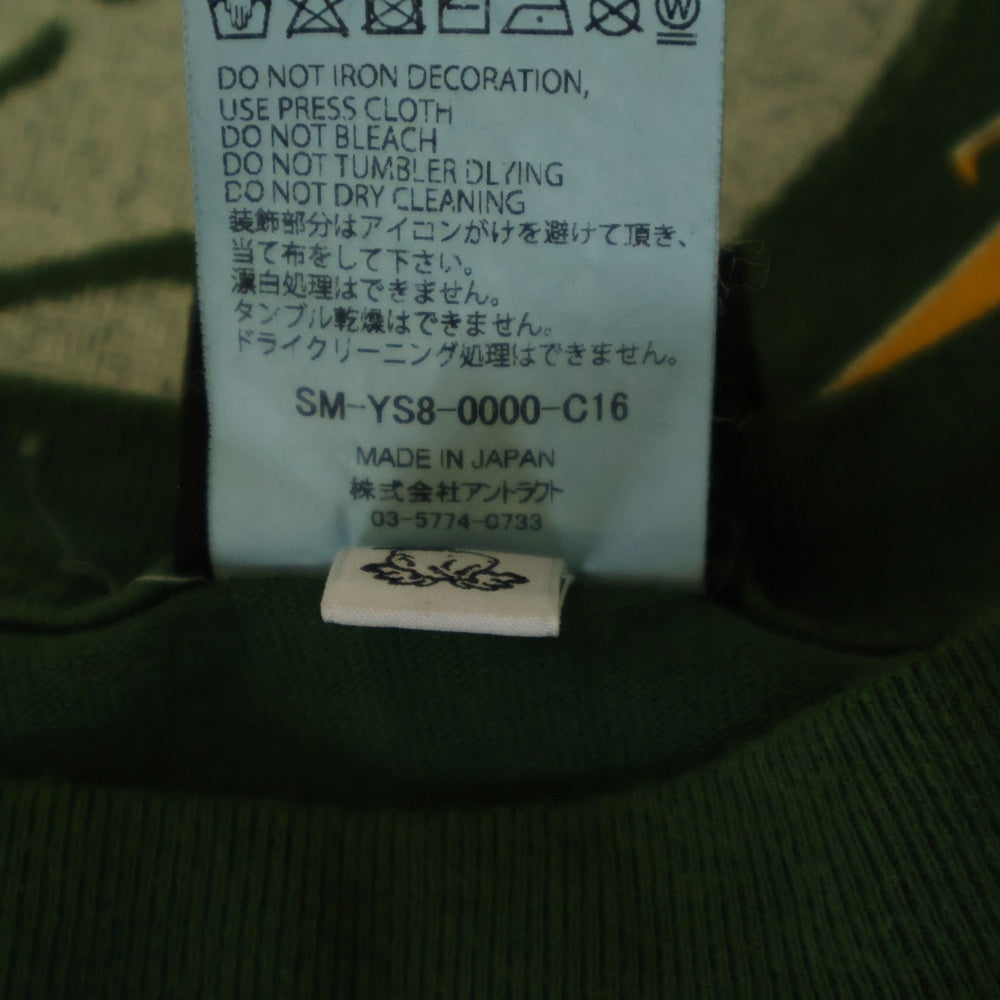 W
DO NOT IRON DECORATION,
USE PRESS CLOTH
DO NOT BLEACH
DO NOT TUMBLER DLYING
DO NOT DRY CLEANING
装飾部分はアイロンがけを避けて頂き、
当て布をして下さい。
漂白処理はできません。
タンブル乾燥はできません。
ドライクリーニング処理はできません。
SM-YS8-0000-C16
MADE IN JAPAN
株式会社アントラクト
03-5774-0733